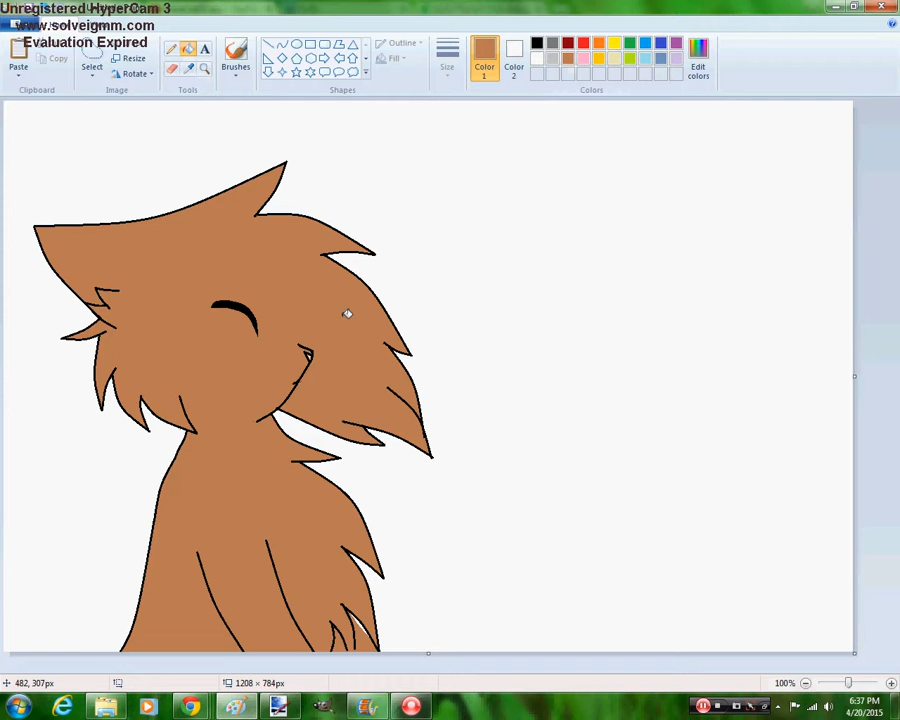 Unregistered HyperCam 3
www.solveigmm.com
Evaluation Expired
Paste
Copy
Select
Resize
Rotate
A
Brushes
Outline
Fill
Size
Color
1
Color
2
Edit
colors
Clipboard
Image
Tools
Shapes
Colors
482, 307px
1208 × 784px
100%
6:37 PM
4/20/2015